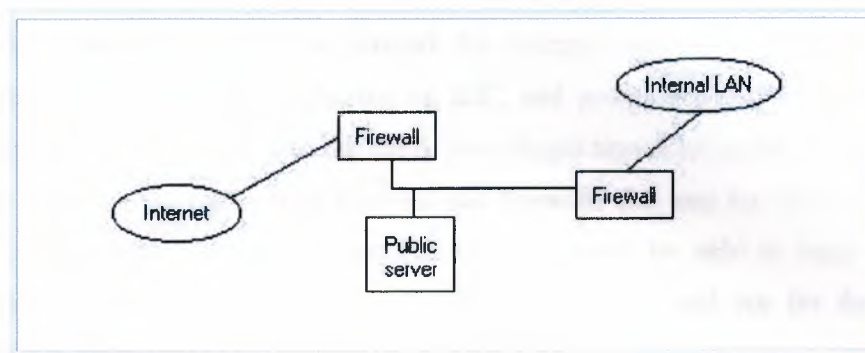 Internal LAN
Firewall
Firewall
Internet
Public
server